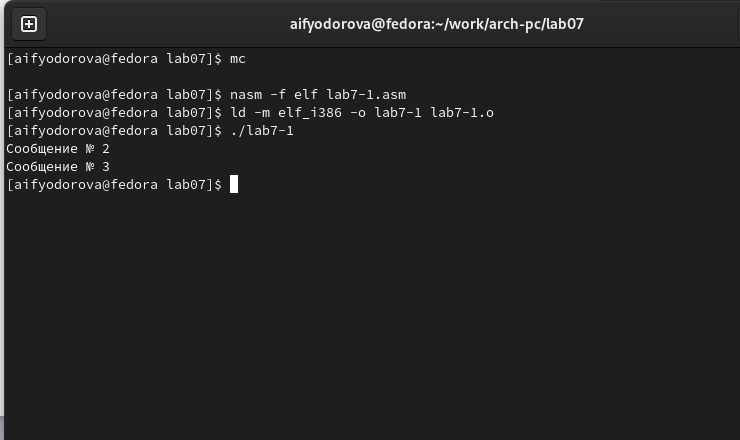 aifyodorova@fedora:~/work/arch-pc/lab07
[aifyodorova@fedora lab07]$ mc
[aifyodorova@fedora lab07]$ nasm -f elf lab7-1.asm
[aifyodorova@fedora lab07]$ ld -m elf_i386 -o lab7-1 lab7-1.o
[aifyodorova@fedora lab07]$ ./lab7-1
Сообщение № 2
Сообщение № 3
[aifyodorova@fedora lab07]$